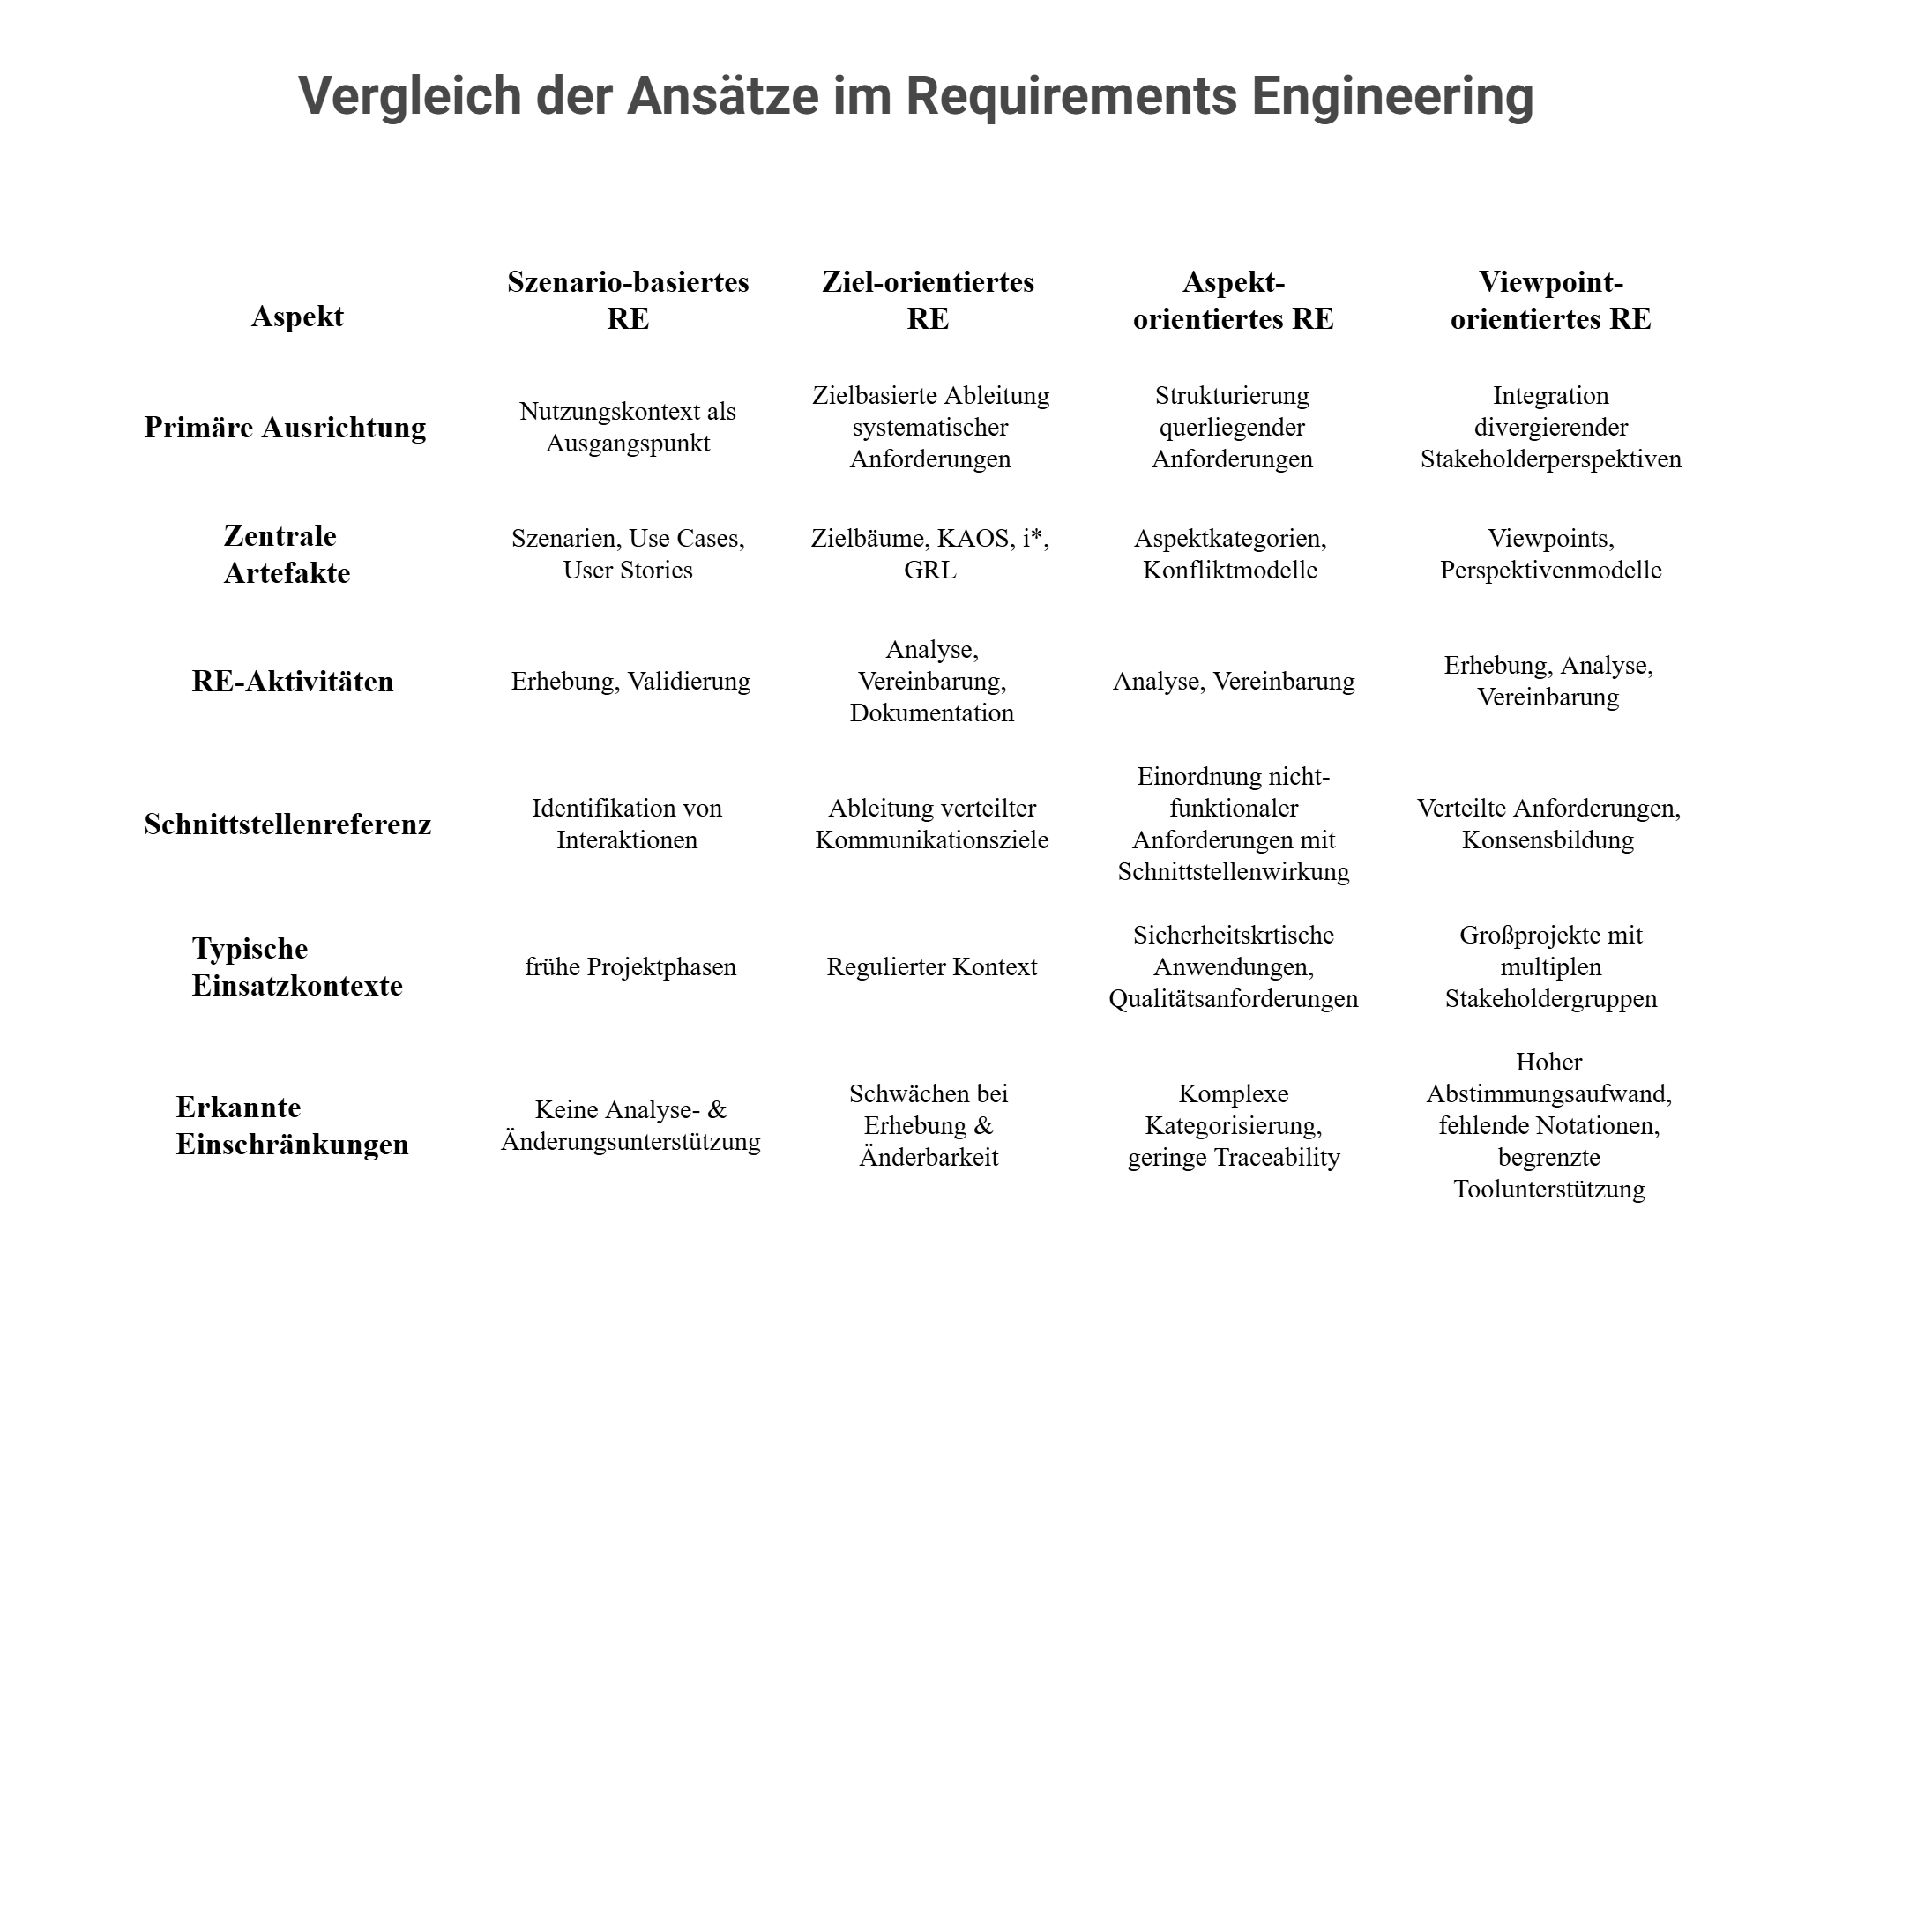 Vergleich der Ansätze im Requirements Engineering
Aspekt
Szenario-basiertes
RE
Ziel-orientiertes
RE
Aspekt-
orientiertes RE
Viewpoint-
orientiertes RE
Primäre Ausrichtung
Nutzungskontext als
Ausgangspunkt
Zielbasierte Ableitung
systematischer
Anforderungen
Strukturierung
querliegender
Anforderungen
Integration
divergierender
Stakeholderperspektiven
Zentrale
Artefakte
Szenarien, Use Cases,
User Stories
Zielbäume, KAOS, i*,
GRL
Aspektkategorien,
Konfliktmodelle
Viewpoints,
Perspektivenmodelle
RE-Aktivitäten
Erhebung, Validierung
Analyse,
Vereinbarung,
Dokumentation
Analyse, Vereinbarung
Erhebung, Analyse,
Vereinbarung
Schnittstellenreferenz
Identifikation von
Interaktionen
Ableitung verteilter
Kommunikationsziele
Einordnung nicht-
funktionaler
Anforderungen mit
Schnittstellenwirkung
Verteilte Anforderungen,
Konsensbildung
Typische
Einsatzkontexte
frühe Projektphasen
Regulierter Kontext
Sicherheitskrtische
Anwendungen,
Qualitätsanforderungen
Großprojekte mit
multiplen
Stakeholdergruppen
Erkannte
Einschränkungen
Keine Analyse- &
Änderungsunterstützung
Schwächen bei
Erhebung &
Änderbarkeit
Komplexe
Kategorisierung,
geringe Traceability
Hoher
Abstimmungsaufwand,
fehlende Notationen,
begrenzte
Toolunterstützung